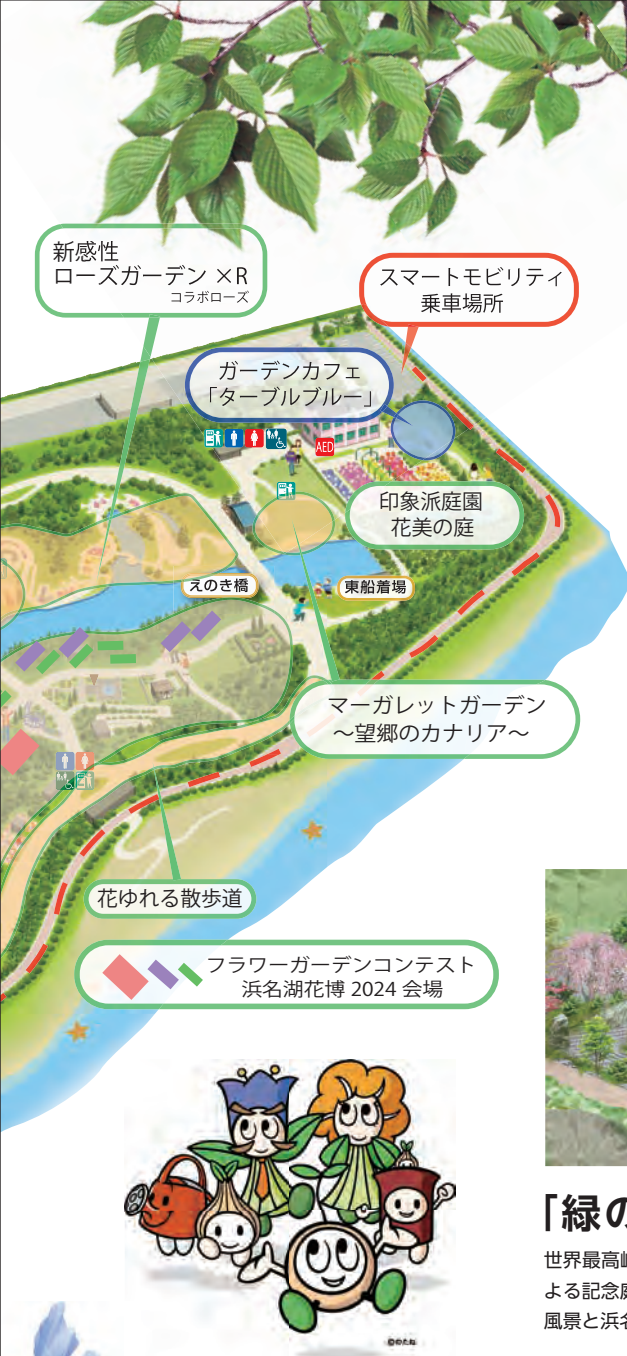 新感性
ローズガーデン ×R
コラボローズ
スマートモビリティ
乗車場所
ガーデンカフェ
「ターブルブルー」
AED
印象派庭園
花美の庭
えのき橋
東船着場
マーガレットガーデン
～望郷のカナリア～
花ゆれる散歩道
フラワーガーデンコンテスト
浜名湖花博 2024 会場
「緑の
世界最高峰
よる記念庭
風景と浜名
©のたね